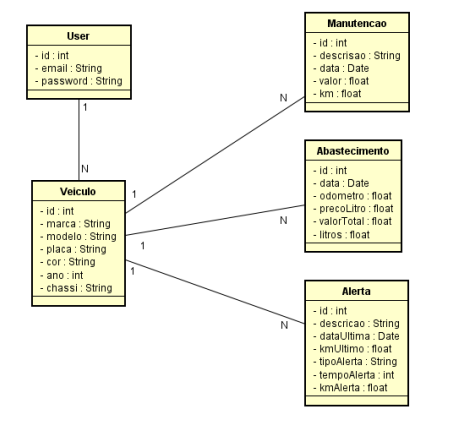 User
- id : int
- email : String
- password : String
1
N
Veiculo
- id : int
- marca : String
- modelo : String
- placa : String
- cor : String
- ano : int
- chassi : String
1
N
Manutencao
- id : int
- descrisao : String
- data : Date
- valor : float
- km : float
1
N
Abastecimento
- id : int
- data : Date
- odometro : float
- precoLitro : float
- valorTotal : float
- litros : float
1
N
Alerta
- id : int
- descricao : String
- dataUltima : Date
- kmUltimo : float
- tipoAlerta : String
- tempoAlerta : int
- kmAlerta : float